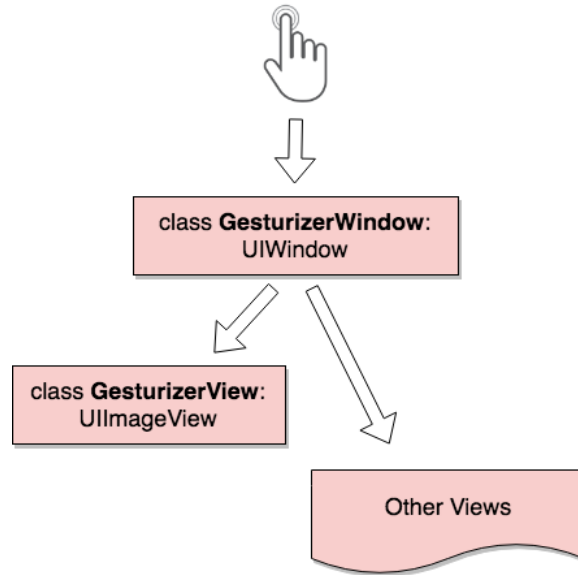 class GesturizerWindow:
UIWindow
class GesturizerView:
UIImageView
Other Views